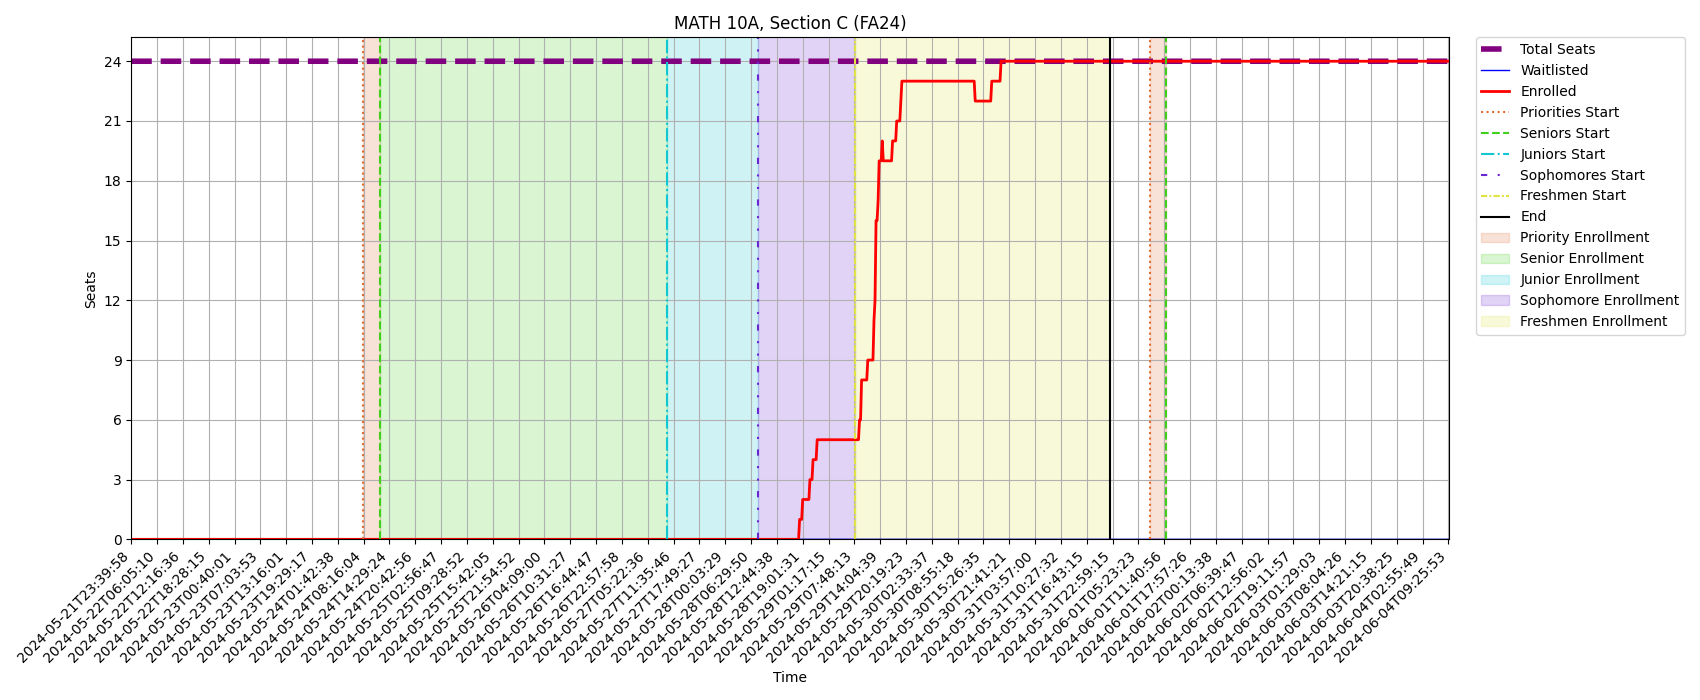 MATH 10A, Section C (FA24)
Seats
24
21
18
15
12
9
6
3
0
2024-05-21T23:39:58
2024-05-22T06:05:10
2024-05-22T12:16:36
2024-05-22T18:28:15
2024-05-23T00:40:01
2024-05-23T07:03:53
2024-05-23T13:16:01
2024-05-23T19:29:17
2024-05-24T01:42:38
2024-05-24T08:16:04
2024-05-24T14:29:24
2024-05-24T20:42:56
2024-05-25T02:56:47
2024-05-25T09:28:52
2024-05-25T15:42:05
2024-05-25T21:54:52
2024-05-26T04:09:00
2024-05-26T10:31:27
2024-05-26T16:44:47
2024-05-26T22:57:58
2024-05-27T05:22:36
2024-05-27T11:35:46
2024-05-27T17:49:27
2024-05-28T00:03:29
2024-05-28T06:29:50
2024-05-28T12:44:38
2024-05-28T19:01:31
2024-05-29T01:17:15
2024-05-29T07:48:13
2024-05-29T14:04:39
2024-05-29T20:19:23
2024-05-30T02:33:37
2024-05-30T08:55:18
2024-05-30T15:26:35
2024-05-30T21:41:21
2024-05-31T03:57:00
2024-05-31T10:27:32
2024-05-31T16:43:15
2024-05-31T22:59:15
2024-06-01T05:23:23
2024-06-01T11:40:56
2024-06-01T17:57:26
2024-06-02T00:13:38
2024-06-02T06:39:47
2024-06-02T12:56:02
2024-06-02T19:11:57
2024-06-03T01:29:03
2024-06-03T08:04:26
2024-06-03T14:21:15
2024-06-03T20:38:25
2024-06-04T02:55:49
2024-06-04T09:25:53
Time
Total Seats
Waitlisted
Enrolled
Priorities Start
Seniors Start
Juniors Start
Sophomores Start
Freshmen Start
End
Priority Enrollment
Senior Enrollment
Junior Enrollment
Sophomore Enrollment
Freshmen Enrollment